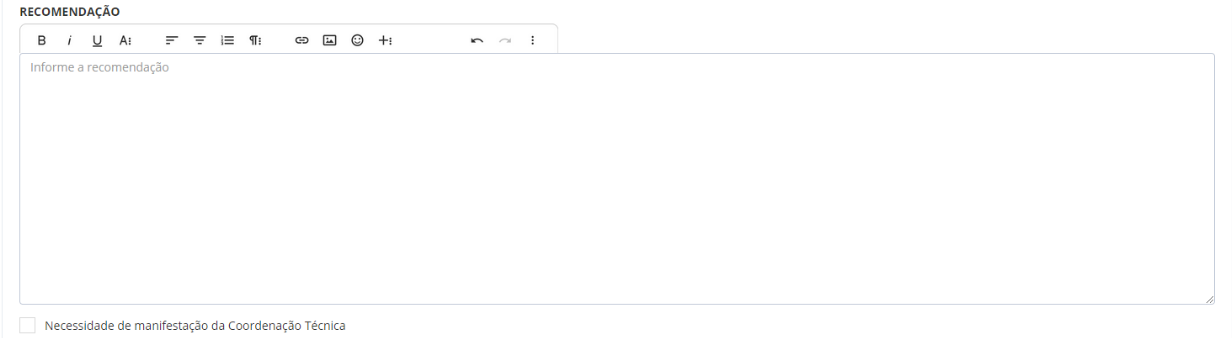 RECOMENDAÇÃO
B i U A
Informe a recomendação
Necessidade de manifestação da Coordenação Técnica